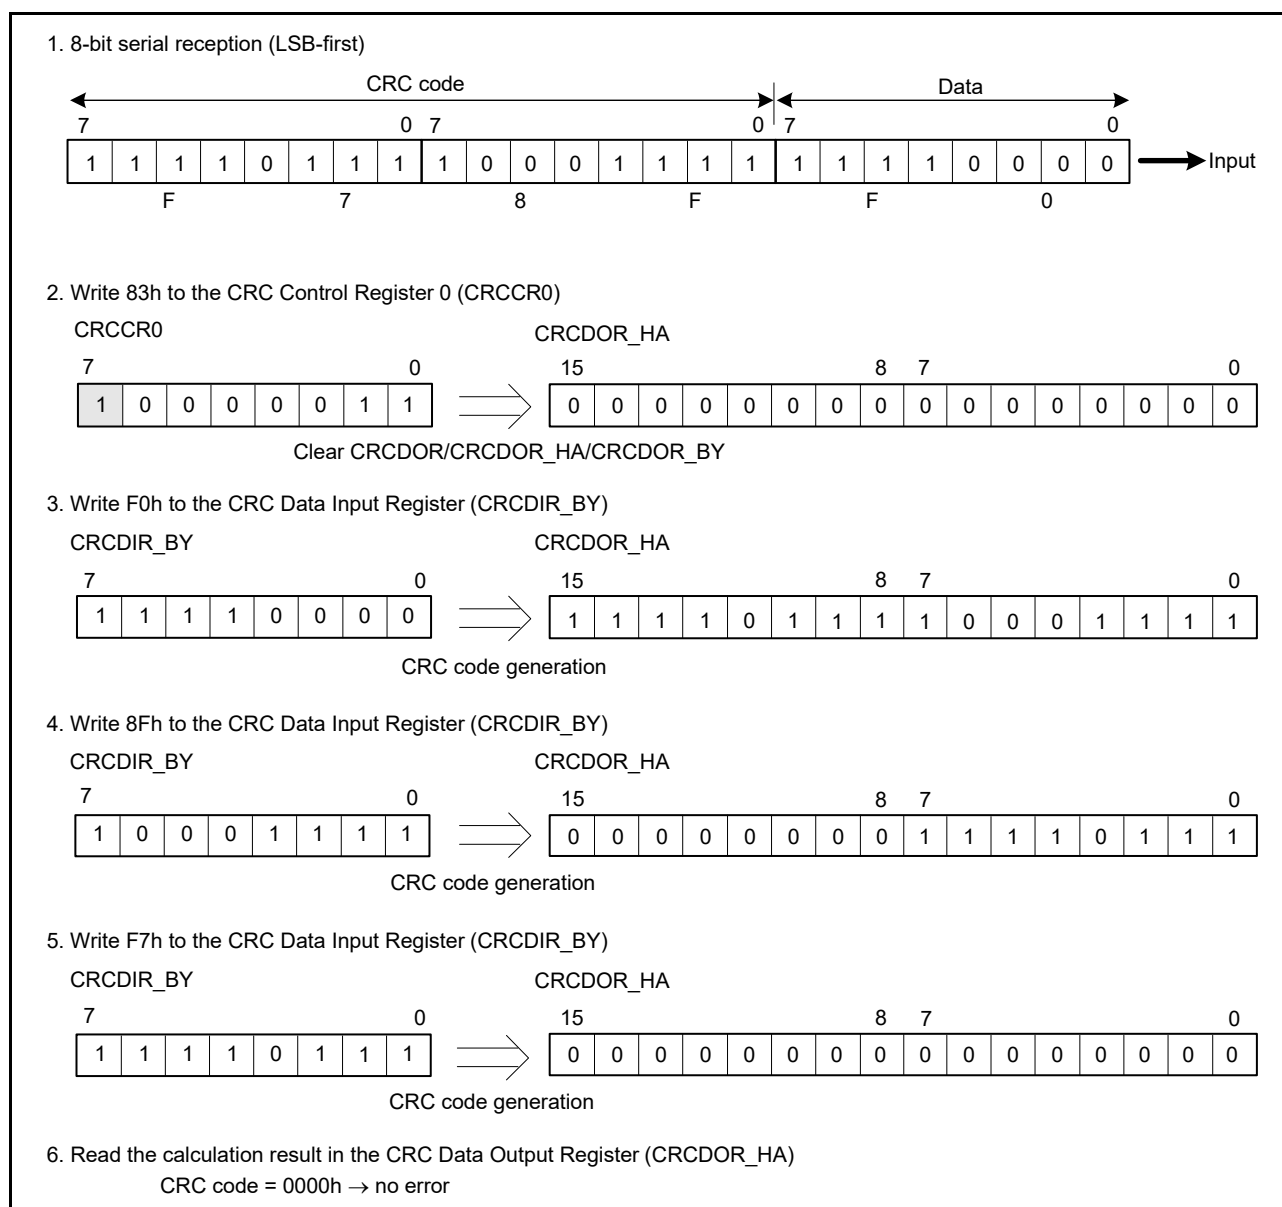 1. 8-bit serial reception (LSB-first)
CRC code Data
7 0 7 0 7 0
1 1 1 1 0 1 1 1 1 0 0 0 1 1 1 1 1 1 1 1 0 0 0 0 Input
F 7 8 F F 0
2. Write 83h to the CRC Control Register 0 (CRCCR0)
CRCCR0 CRCDOR_HA
7 0 15 8 7 0
1 0 0 0 0 0 1 1 0 0 0 0 0 0 0 0 0 0 0 0 0 0 0 0
Clear CRCDOR/CRCDOR_HA/CRCDOR_BY
3. Write F0h to the CRC Data Input Register (CRCDIR_BY)
CRCDIR_BY CRCDOR_HA
7 0 15 8 7 0
1 1 1 1 0 0 0 0 1 1 1 1 0 1 1 1 1 0 0 0 1 1 1 1
CRC code generation
4. Write 8Fh to the CRC Data Input Register (CRCDIR_BY)
CRCDIR_BY CRCDOR_HA
7 0 15 8 7 0
1 0 0 0 1 1 1 1 0 0 0 0 0 0 0 0 1 1 1 1 0 1 1 1
CRC code generation
5. Write F7h to the CRC Data Input Register (CRCDIR_BY)
CRCDIR_BY CRCDOR_HA
7 0 15 8 7 0
1 1 1 1 0 1 1 1 0 0 0 0 0 0 0 0 0 0 0 0 0 0 0 0
CRC code generation
6. Read the calculation result in the CRC Data Output Register (CRCDOR_HA)
CRC code = 0000h → no error